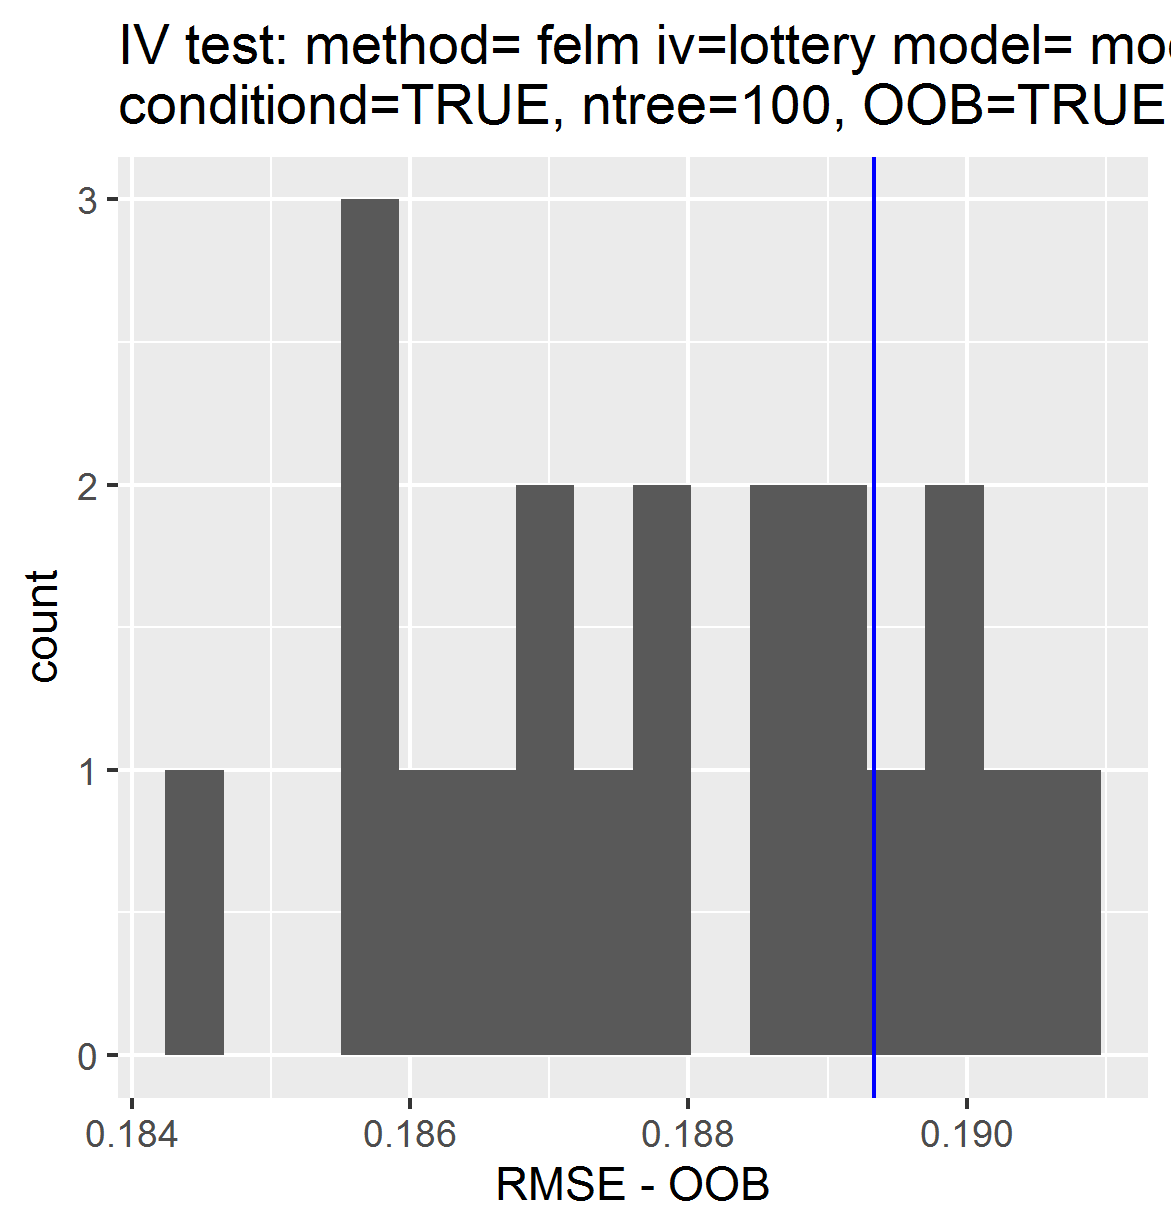 IV test: method= felm iv=lottery model= mo
conditiond=TRUE, ntree=100, OOB=TRUE
3
2
1
0
count
0.184 0.186 0.188 0.190
RMSE - OOB